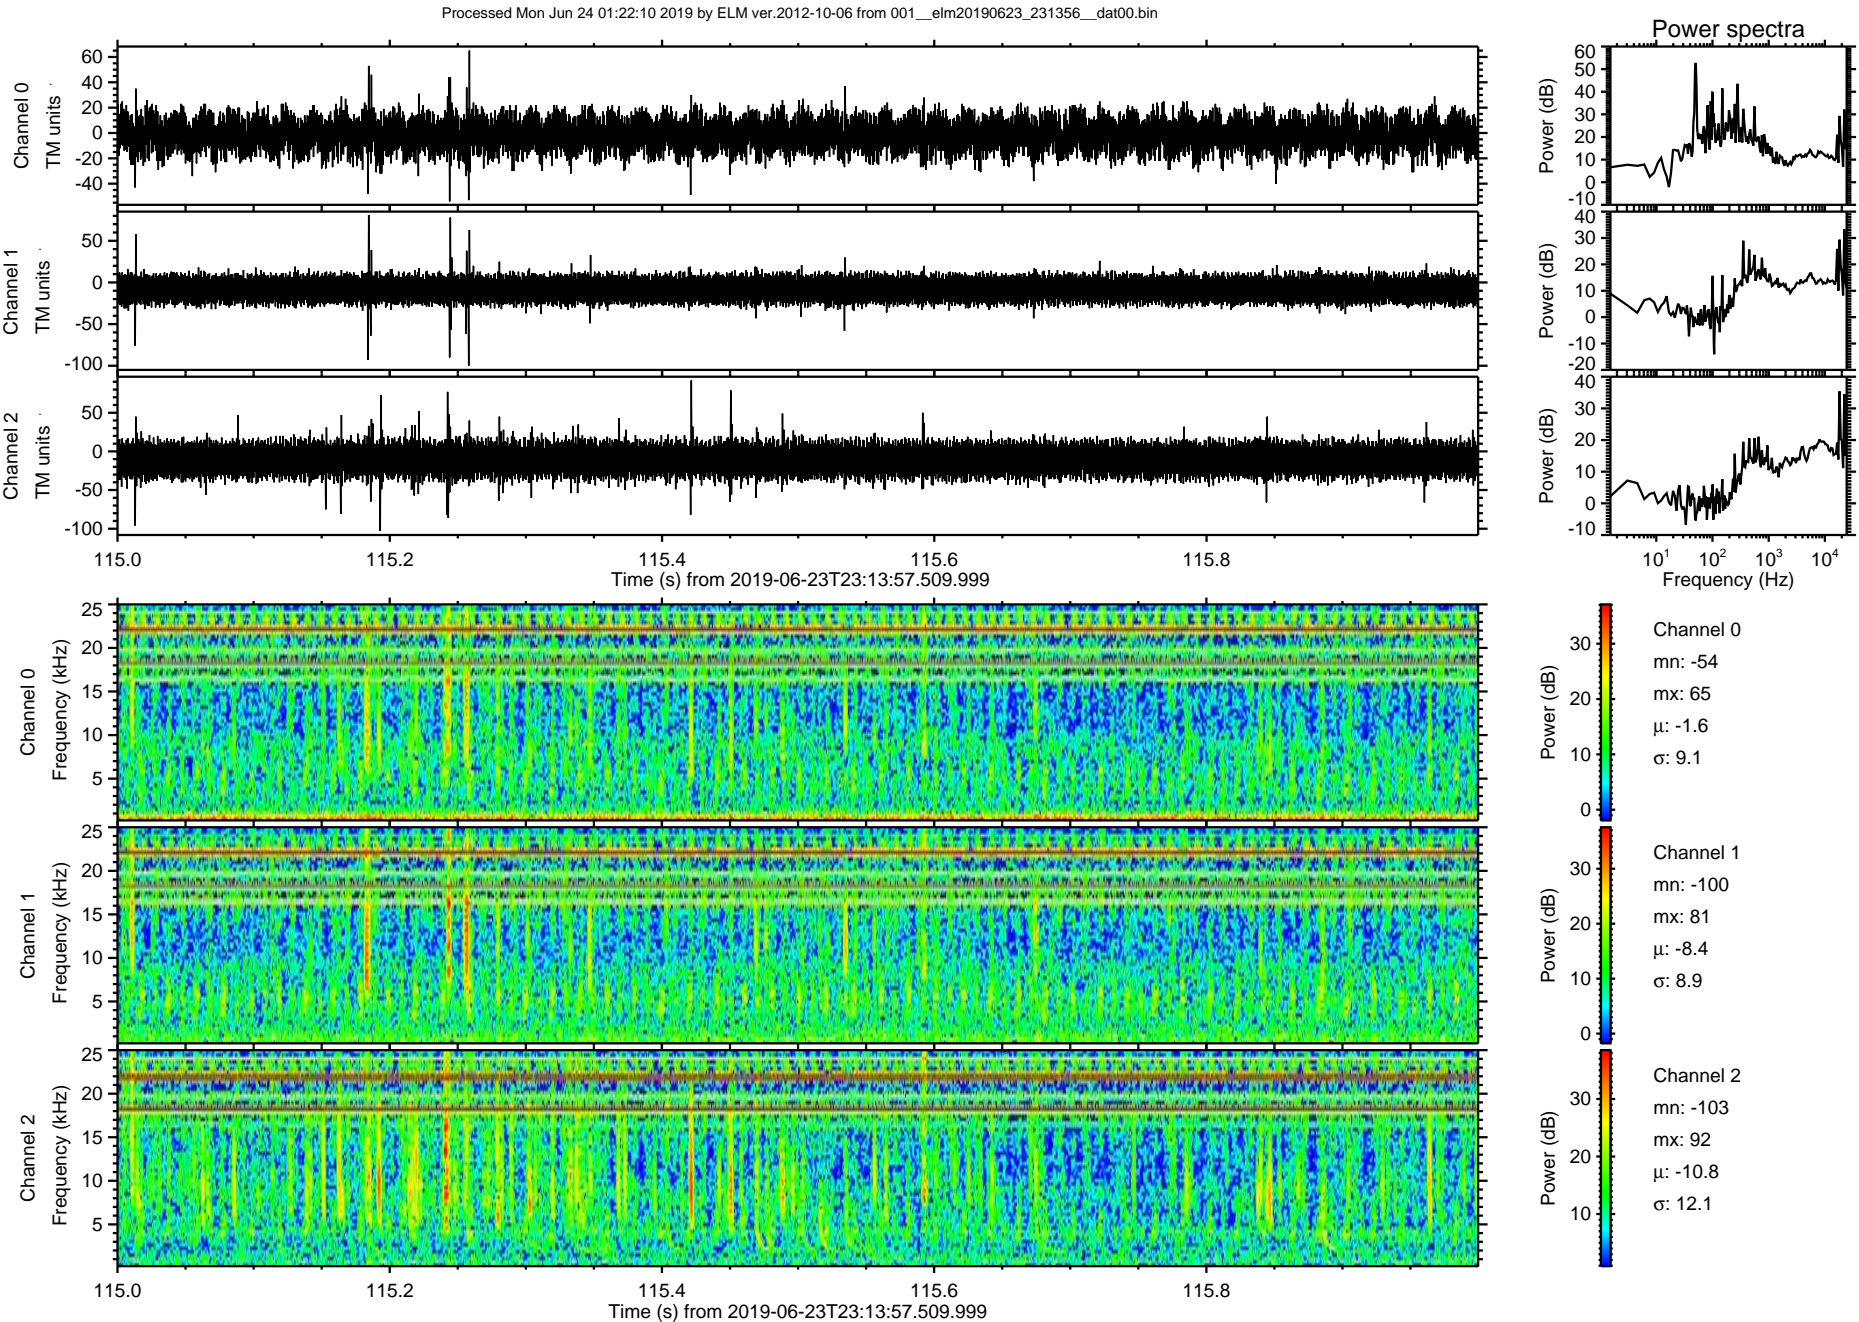 Processed Mon Jun 24 01:22:10 2019 by ELM ver.2012-10-06 from 001__elm20190623_231356__dat00.bin
Power spectra
Channel 0
TM units
60
40
20
0
-20
-40
Power (dB)
60
50
40
30
20
10
0
-10
Channel 1
TM units
50
0
-50
-100
Power (dB)
40
30
20
10
0
-10
-20
Channel 2
TM units
50
0
-50
-100
Power (dB)
40
30
20
10
0
-10
115.0 115.2 115.4 115.6 115.8
Time (s) from 2019-06-23T23:13:57.509.999
10^1 10^2 10^3 10^4
Frequency (Hz)
Channel 0
Frequency (kHz)
25
20
15
10
5
Power (dB)
30
20
10
0
Channel 0
mn: -54
mx: 65
μ: -1.6
σ: 9.1
Channel 1
Frequency (kHz)
25
20
15
10
5
Power (dB)
30
20
10
0
Channel 1
mn: -100
mx: 81
μ: -8.4
σ: 8.9
Channel 2
Frequency (kHz)
25
20
15
10
5
Power (dB)
30
20
10
Channel 2
mn: -103
mx: 92
μ: -10.8
σ: 12.1
115.0 115.2 115.4 115.6 115.8
Time (s) from 2019-06-23T23:13:57.509.999